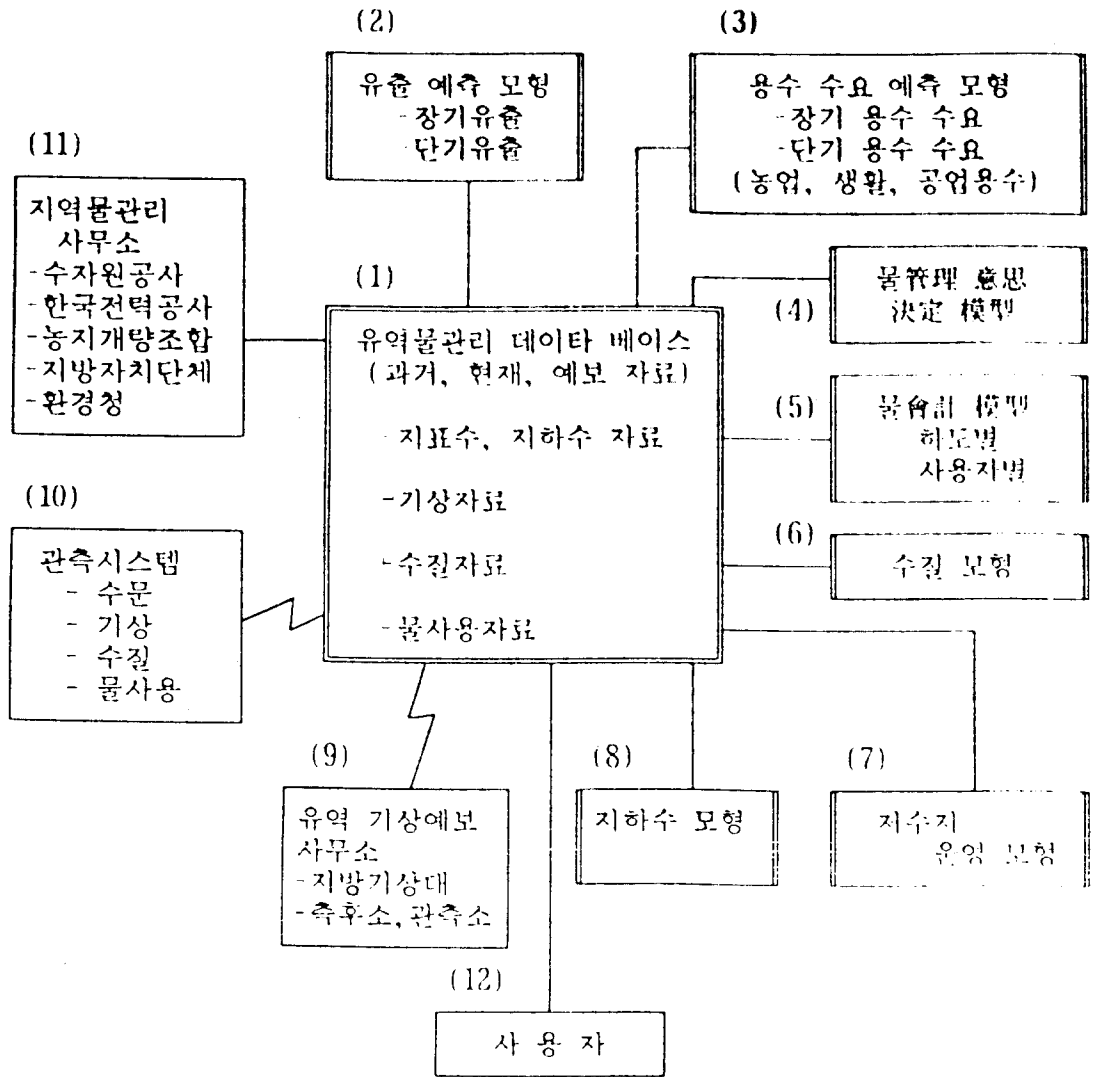 (2)
유출 예측 모형
-장기유출
-단기유출
(3)
용수 수요 예측 모형
-장기 용수 수요
-단기 용수 수요
(농업, 생활, 공업용수)
(11)
지역물관리
사무소
-수자원공사
-한국전력공사
-농지개량조합
-지방자치단체
-환경청
(1)
유역물관리 데이타 베이스
(과거, 현재, 예보 자료)
-지표수, 지하수 자료
-기상자료
-수질자료
-물사용자료
(4)
물管理 意思
決定 模型
(5)
물會計 模型
하도별
사용자별
(6)
수질 모형
(10)
관측시스템
- 수문
- 기상
- 수질
- 물사용
(9)
유역 기상예보
사무소
-지방기상대
-측후소,관측소
(8)
지하수 모형
(7)
저수지
운영 모형
(12)
사 용 자